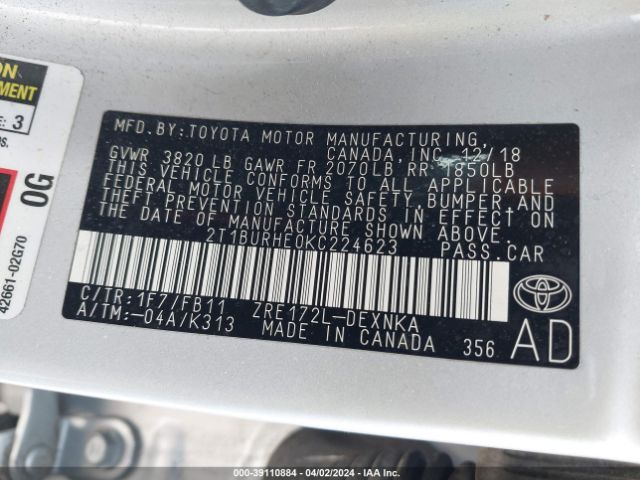 ON
EMENT
E: 3
0G
42661-02G70
MFD.BY:TOYOTA MOTOR MANUFACTURING,
CANADA,INC. 12/18
GVWR 3820 LB GAWR FR 2020LB RR 1850LB
THIS VEHICLE CONFORMS TO ALL APPLICABLE
FEDERAL MOTOR VEHICLE SAFETY,BUMPER AND
THEFT PREVENTION STANDARDS IN EFFECT ON
THE DATE OF MANUFACTURE SHOWN ABOVE.
2T1BURHE0KC224623 PASS.CAR
C/TR:1F7/FB11 ZRE172L-DEXNKA
A/TM:-04A/K313 MADE IN CANADA 356
AD
000-39110884 - 04/02/2024 - IAA Inc.